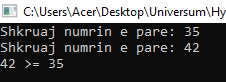 C:\Users\Acer\Desktop\Universum\Hy
Shkruaj numrin e pare: 35
Shkruaj numrin e pare: 42
42 >= 35